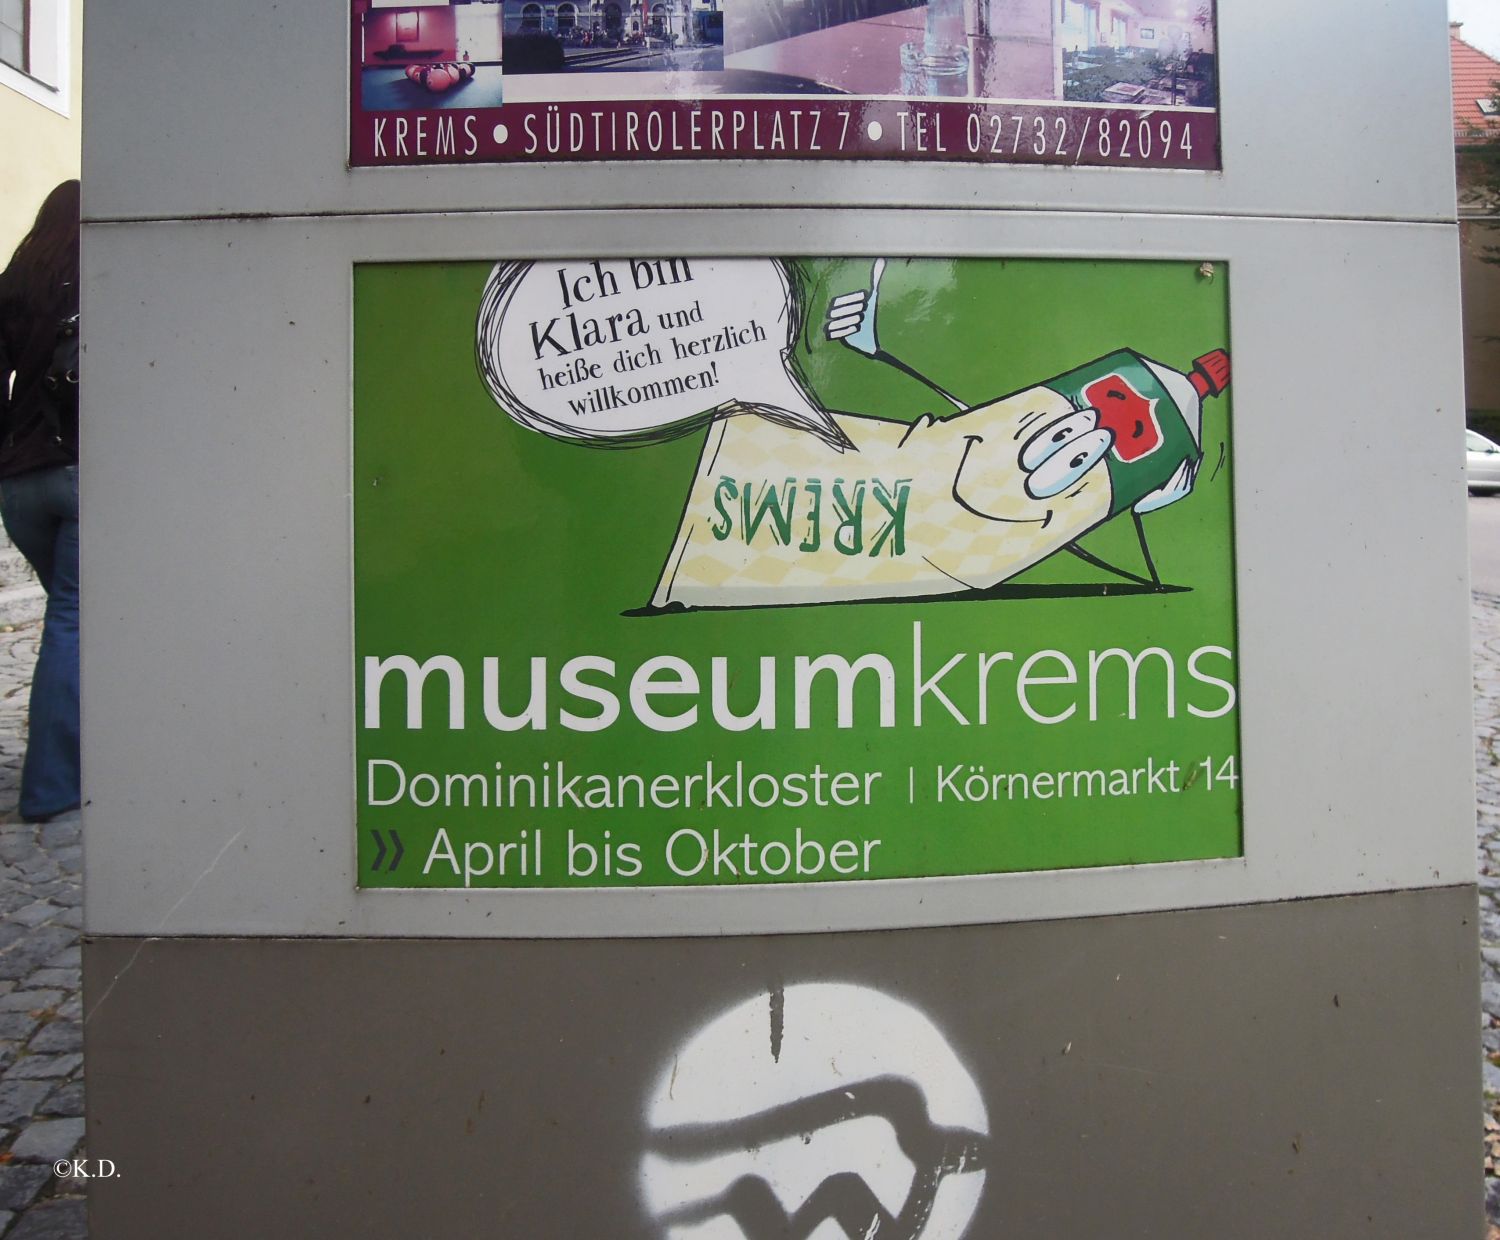 KREMS • SÜDTIROLERPLATZ 7 • TEL 02732/82094
Ich bin
Klara und
heiße dich herzlich
willkommen!
KREMS
museumkrems
Dominikanerkloster | Körnermarkt 14
» April bis Oktober
©K.D.